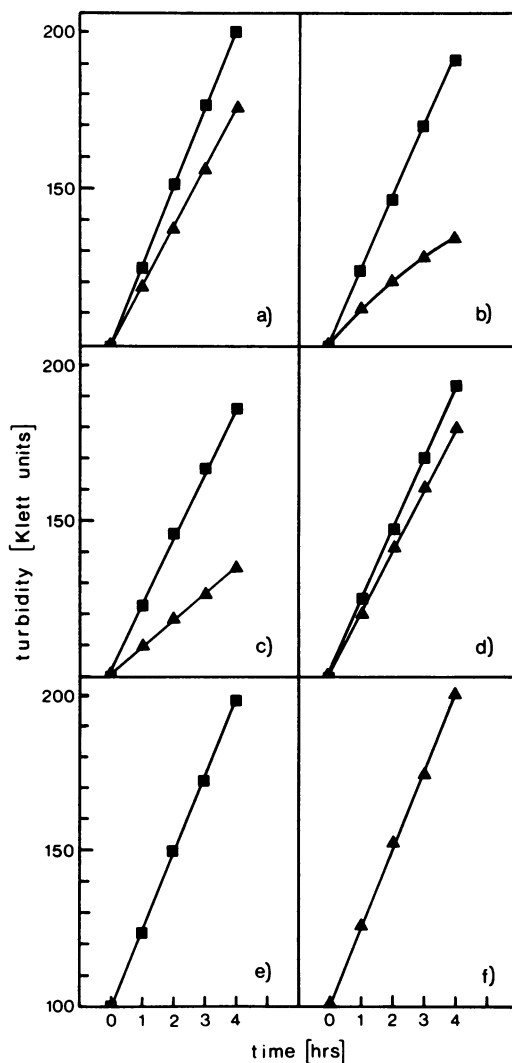 200
150
a)
b)
200
150
c)
d)
turbidity [Klett units]
200
150
100
e)
f)
0 1 2 3 4
0 1 2 3 4
time [hrs]